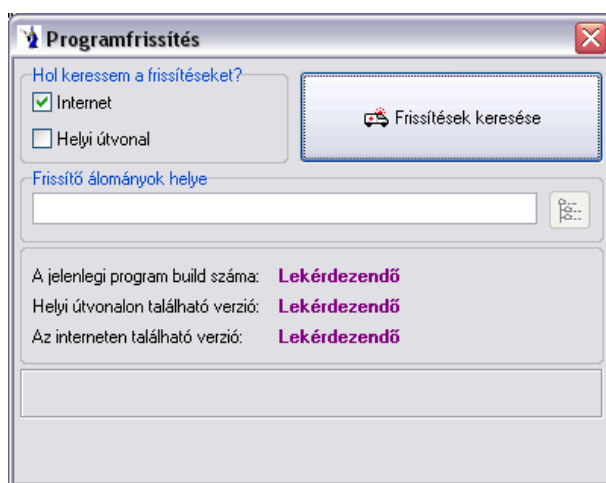 Programfrissítés
Hol keressem a frissítéseket?
Internet
Helyi útvonal
Frissítések keresése
Frissítő álományok helye
A jelenlegi program build száma: Lekérdezendő
Helyi útvonalon található verzió: Lekérdezendő
Az interneten található verzió: Lekérdezendő